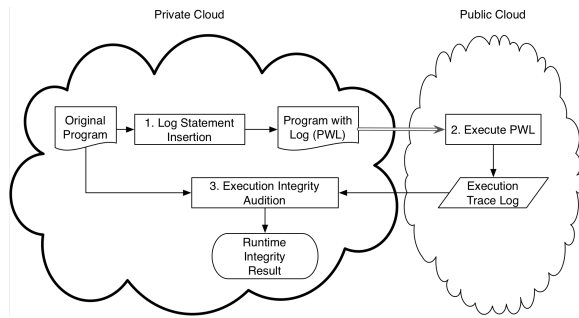 Private Cloud
Public Cloud
Original
Program
1. Log Statement
Insertion
Program with
Log (PWL)
2. Execute PWL
3. Execution Integrity
Audition
Execution
Trace Log
Runtime
Integrity
Result